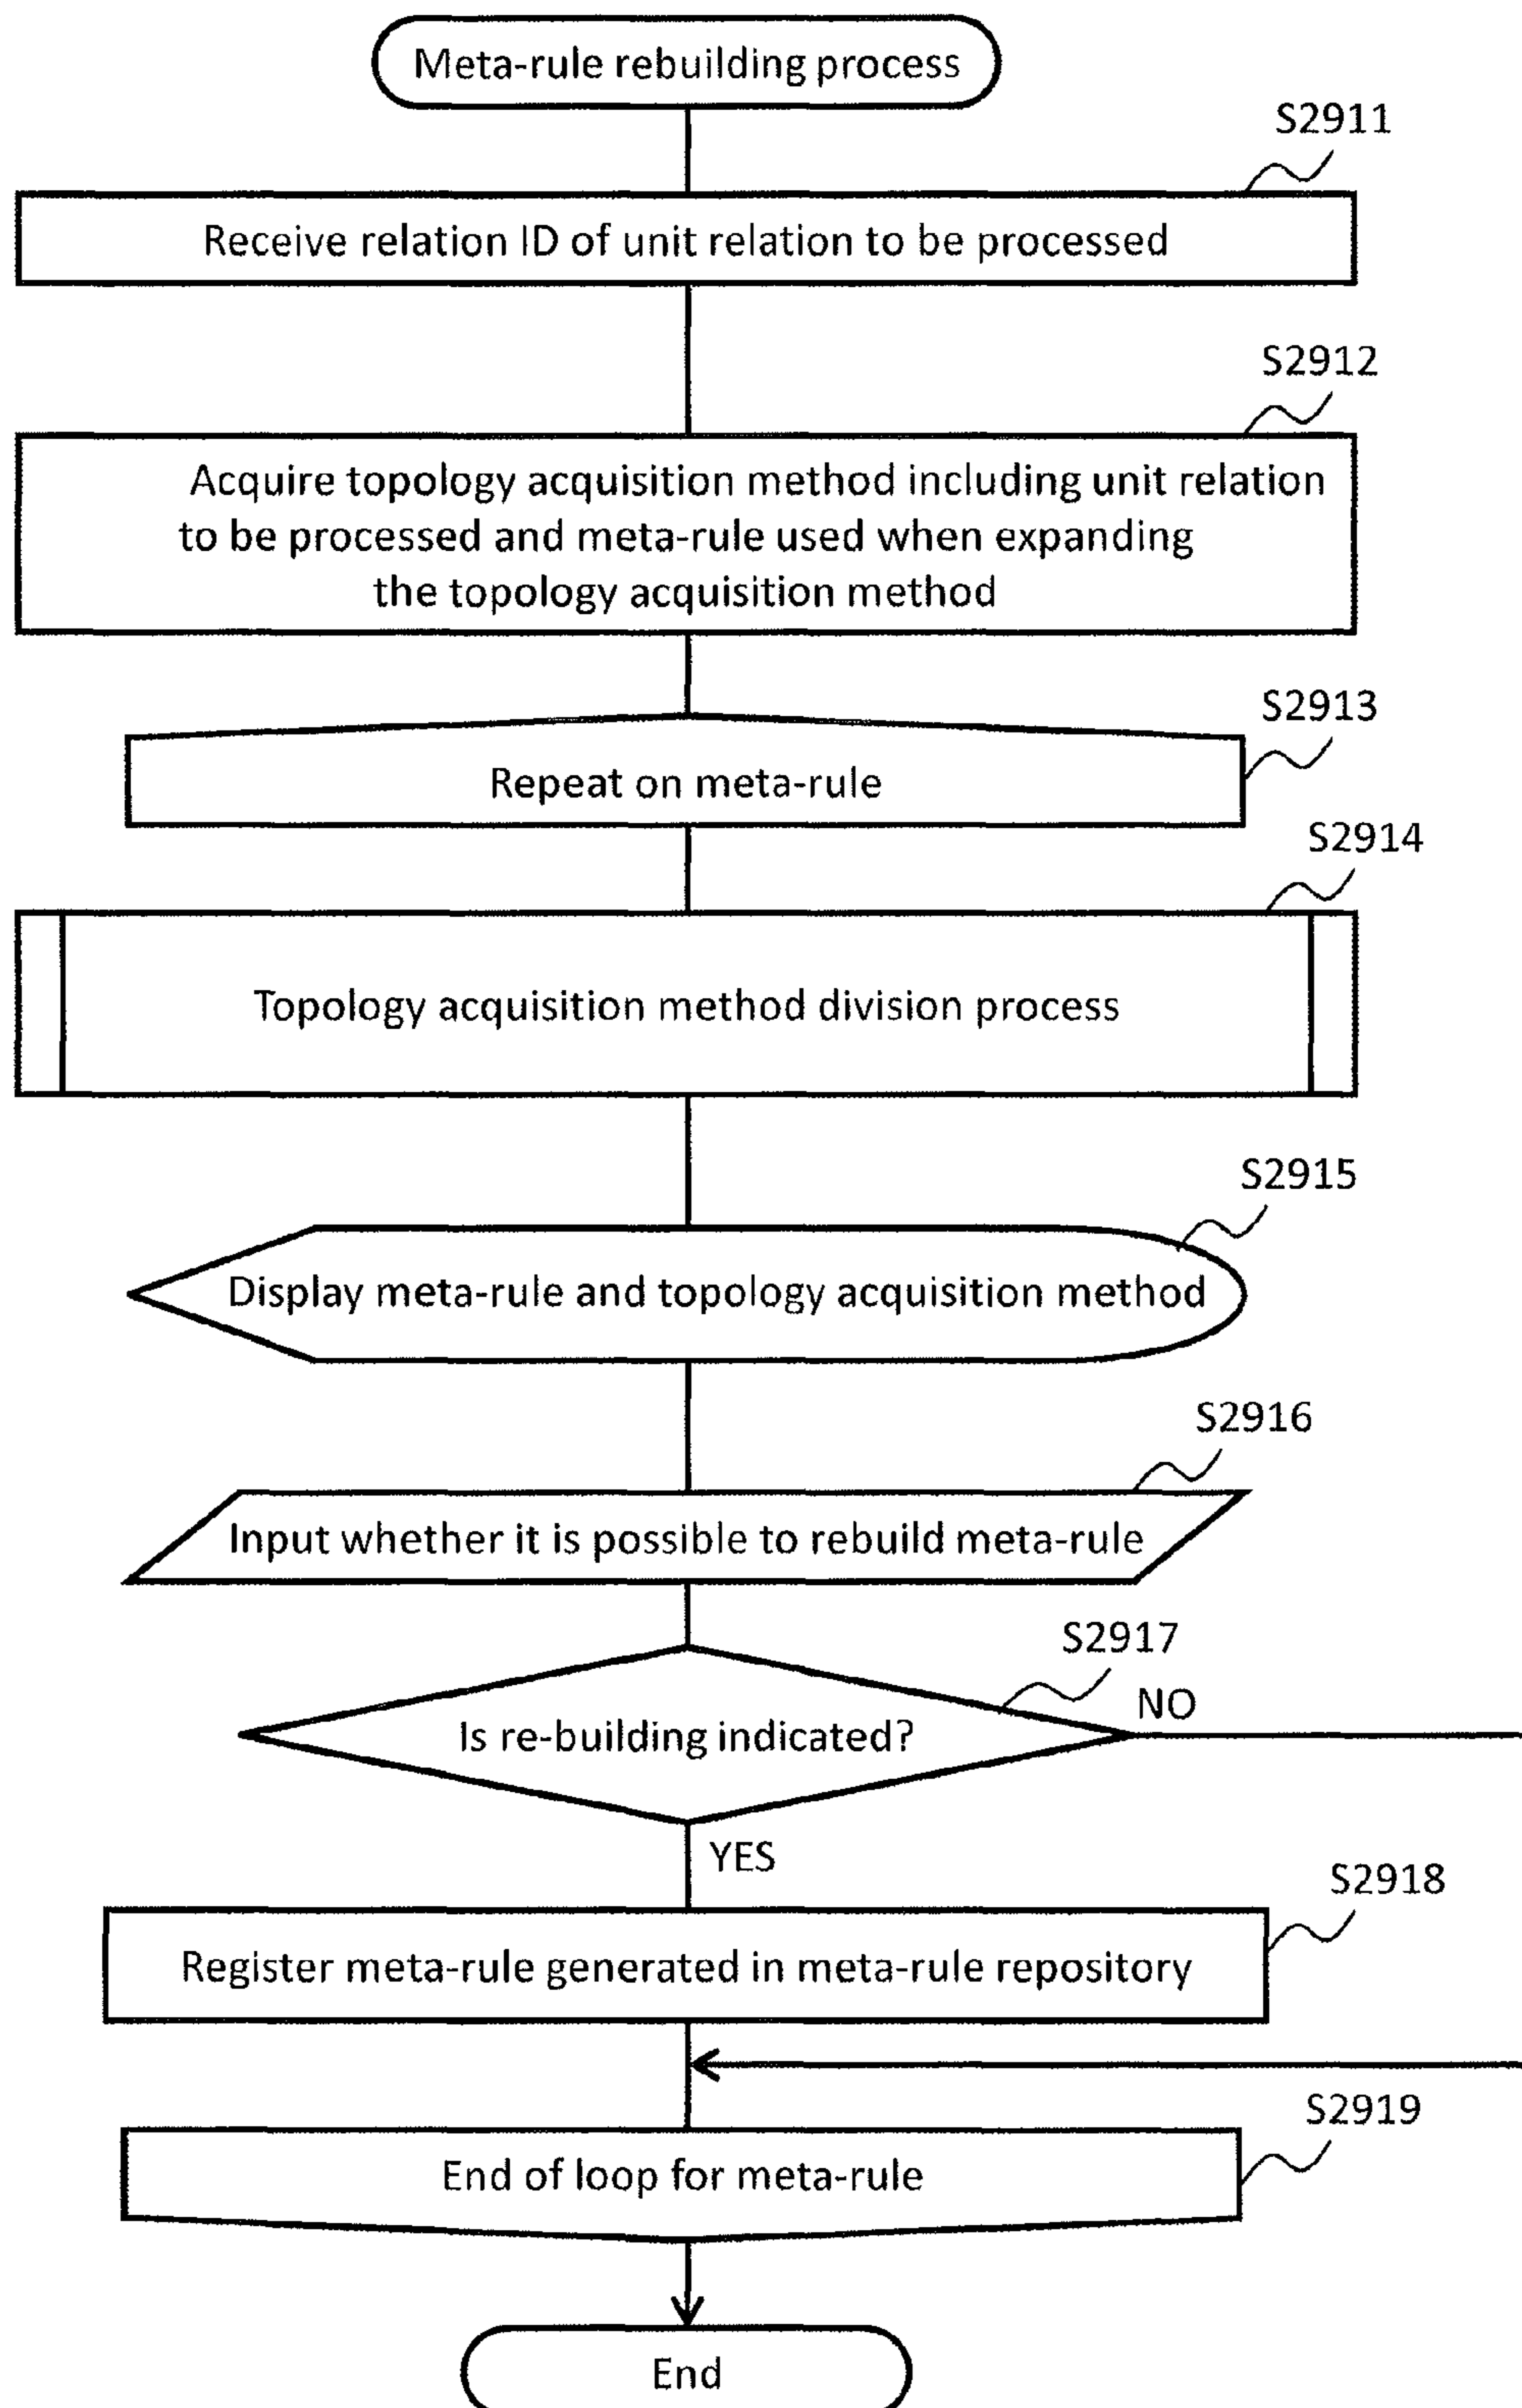 Meta-rule rebuilding process
S2911
Receive relation ID of unit relation to be processed
S2912
Acquire topology acquisition method including unit relation
to be processed and meta-rule used when expanding
the topology acquisition method
S2913
Repeat on meta-rule
S2914
Topology acquisition method division process
S2915
Display meta-rule and topology acquisition method
S2916
Input whether it is possible to rebuild meta-rule
S2917
NO
Is re-building indicated?
YES
S2918
Register meta-rule generated in meta-rule repository
S2919
End of loop for meta-rule
End